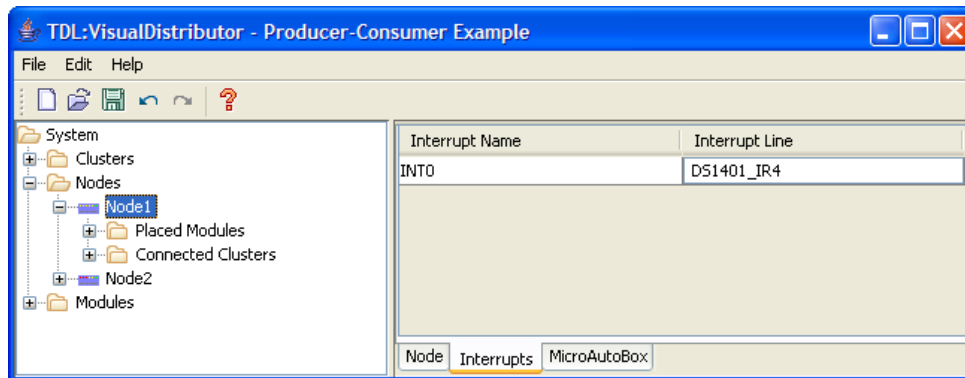 TDL:VisualDistributor - Producer-Consumer Example
File Edit Help
System
Clusters
Nodes
Node1
Placed Modules
Connected Clusters
Node2
Modules
Interrupt Name Interrupt Line
INT0 DS1401_IR4
Node Interrupts MicroAutoBox